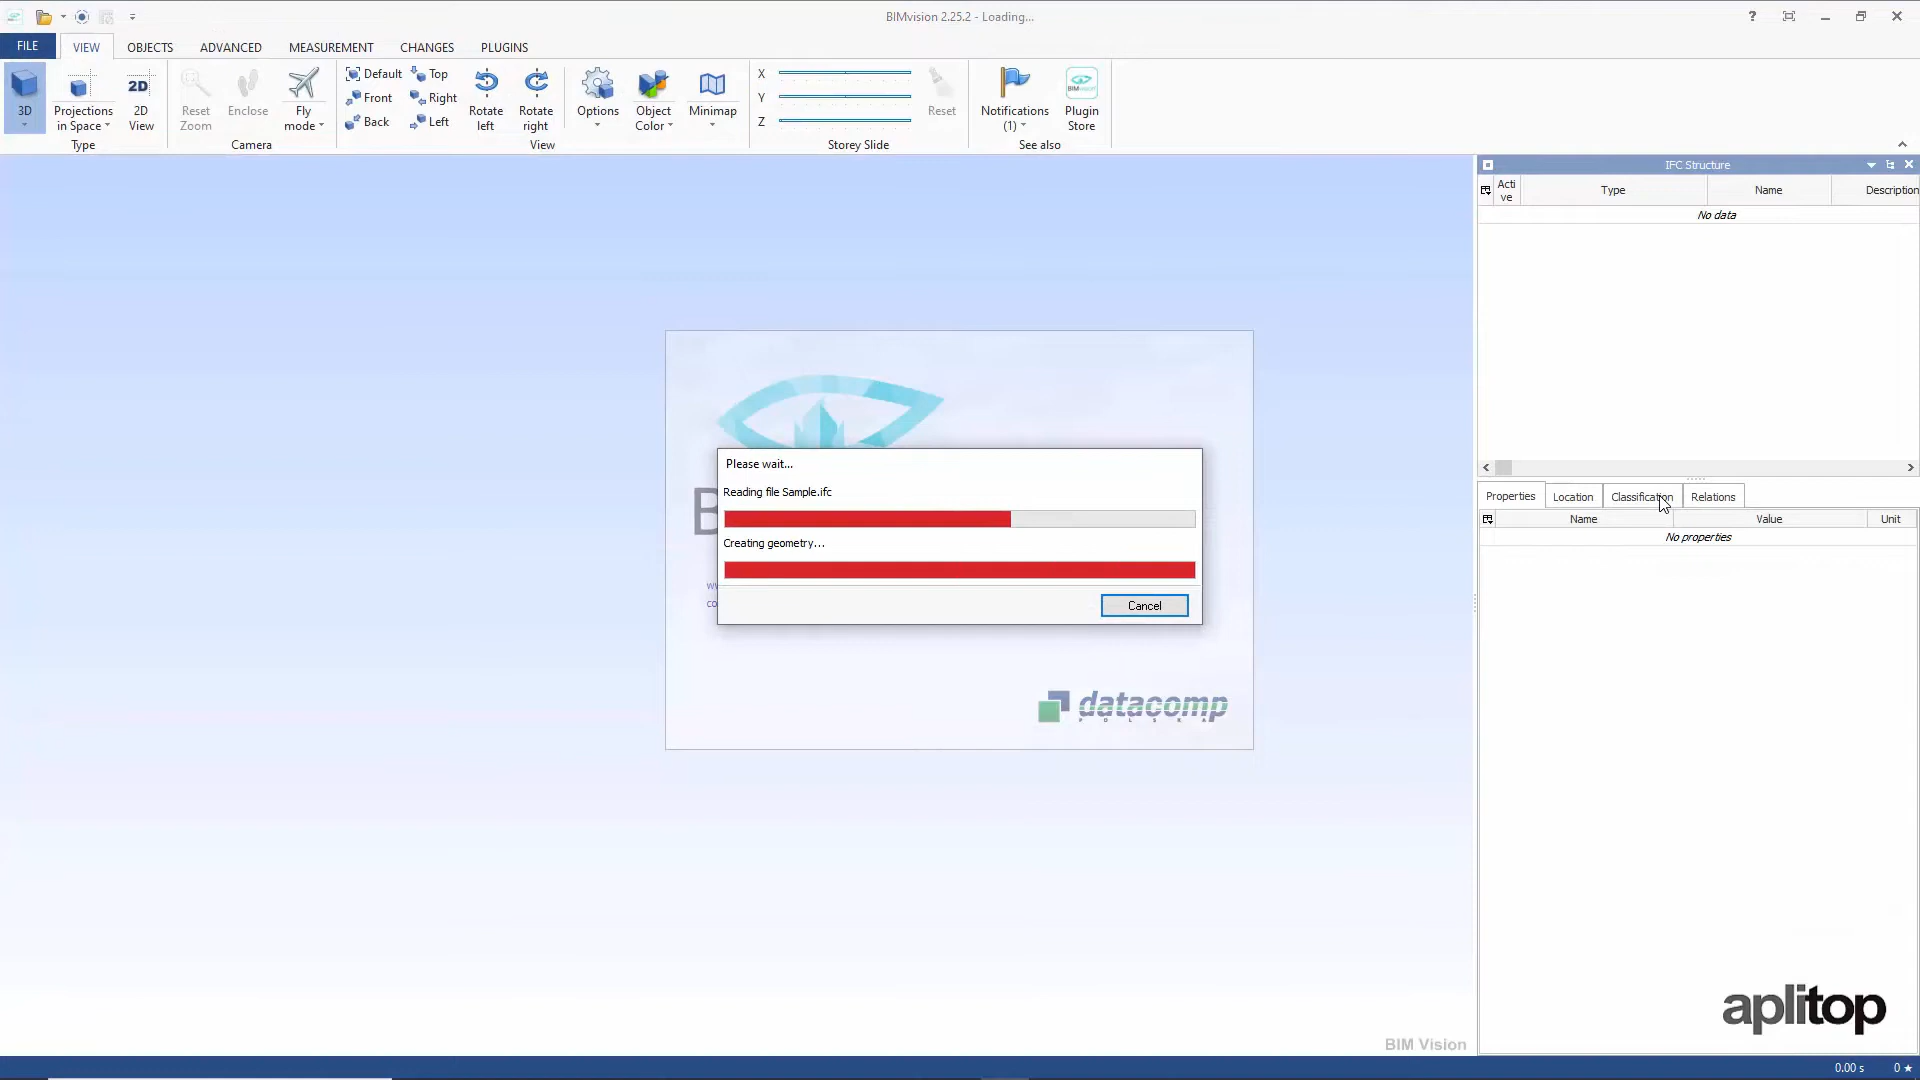 BIMvision 2.25.2 - Loading...
FILE
VIEW
OBJECTS
ADVANCED
MEASUREMENT
CHANGES
PLUGINS
3D
Projections
in Space
2D
2D
View
Type
Reset
Zoom
Enclose
Fly
mode
Camera
Default
Front
Back
Top
Right
Left
Rotate
left
Rotate
right
Options
Object
Color
Minimap
View
X
Y
Z
Reset
Storey Slide
Notifications
(1)
Plugin
Store
See also
IFC Structure
Acti
ve
Type
Name
Description
No data
Please wait...
Reading file Sample.ifc
Creating geometry...
Cancel
datacomp
POLSKA
Properties
Location
Classification
Relations
Name
Value
Unit
No properties
aplitop
BIM Vision
0.00 s
0